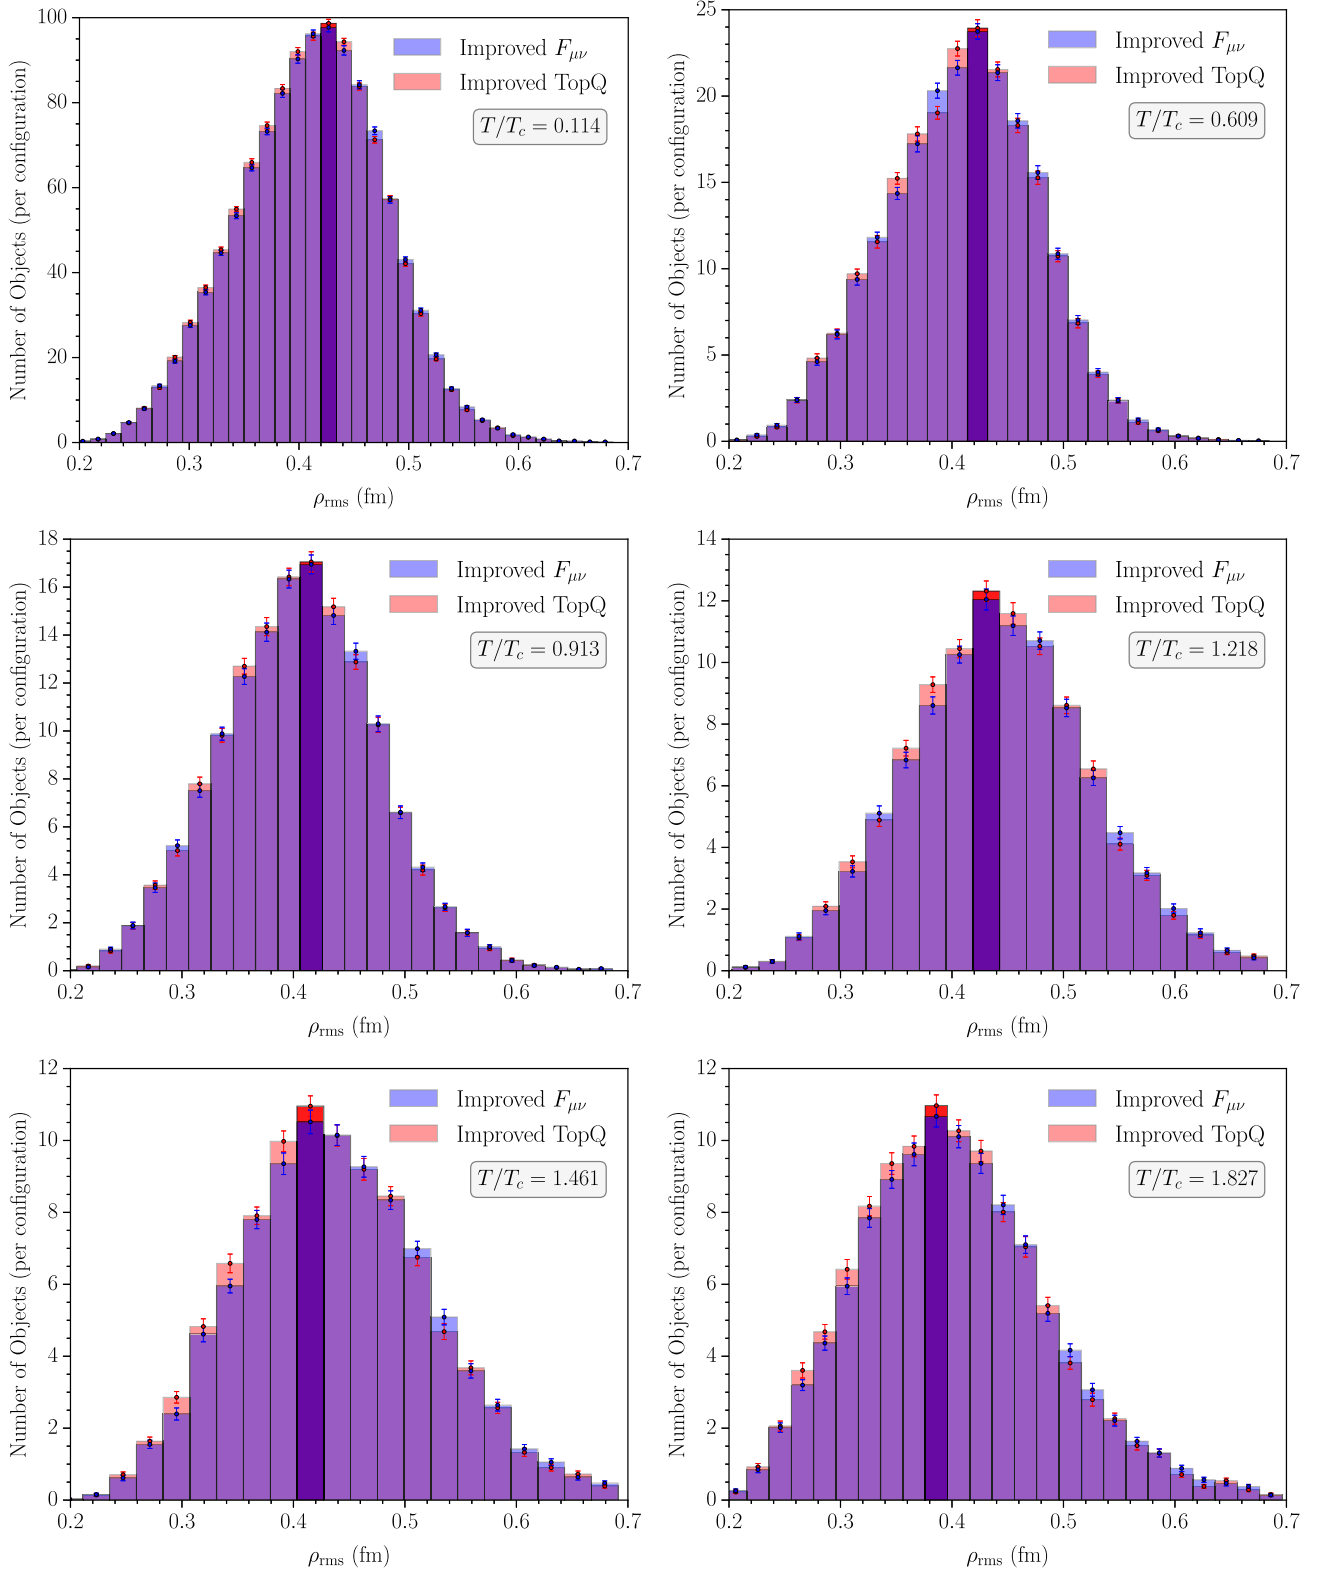 100
80
60
40
20
0
0.2 0.3 0.4 0.5 0.6 0.7
Number of Objects (per configuration)
ρrms (fm)
Improved Fμν
Improved TopQ
T/Tc = 0.114
25
20
15
10
5
0
0.2 0.3 0.4 0.5 0.6 0.7
Number of Objects (per configuration)
ρrms (fm)
Improved Fμν
Improved TopQ
T/Tc = 0.609
18
16
14
12
10
8
6
4
2
0
0.2 0.3 0.4 0.5 0.6 0.7
Number of Objects (per configuration)
ρrms (fm)
Improved Fμν
Improved TopQ
T/Tc = 0.913
14
12
10
8
6
4
2
0
0.2 0.3 0.4 0.5 0.6 0.7
Number of Objects (per configuration)
ρrms (fm)
Improved Fμν
Improved TopQ
T/Tc = 1.218
12
10
8
6
4
2
0
0.2 0.3 0.4 0.5 0.6 0.7
Number of Objects (per configuration)
ρrms (fm)
Improved Fμν
Improved TopQ
T/Tc = 1.461
12
10
8
6
4
2
0
0.2 0.3 0.4 0.5 0.6 0.7
Number of Objects (per configuration)
ρrms (fm)
Improved Fμν
Improved TopQ
T/Tc = 1.827